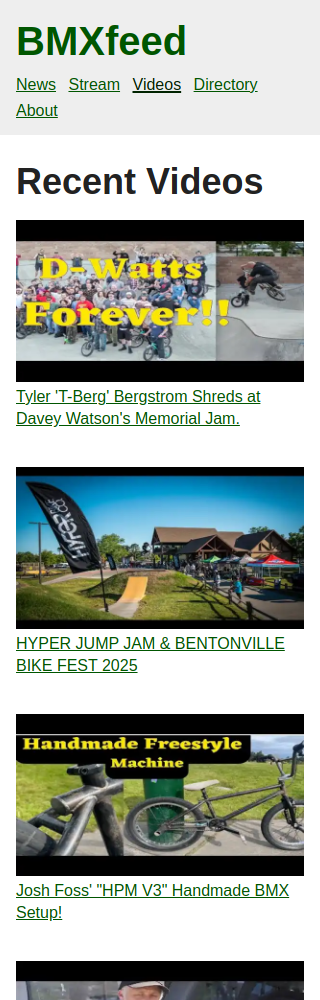 BMXfeed
News Stream Videos Directory
About
Recent Videos
D-Watts
Forever!!
Tyler 'T-Berg' Bergstrom Shreds at
Davey Watson's Memorial Jam.
HYPER
HYPER JUMP JAM & BENTONVILLE
BIKE FEST 2025
Handmade Freestyle
Machine
Josh Foss' "HPM V3" Handmade BMX
Setup!